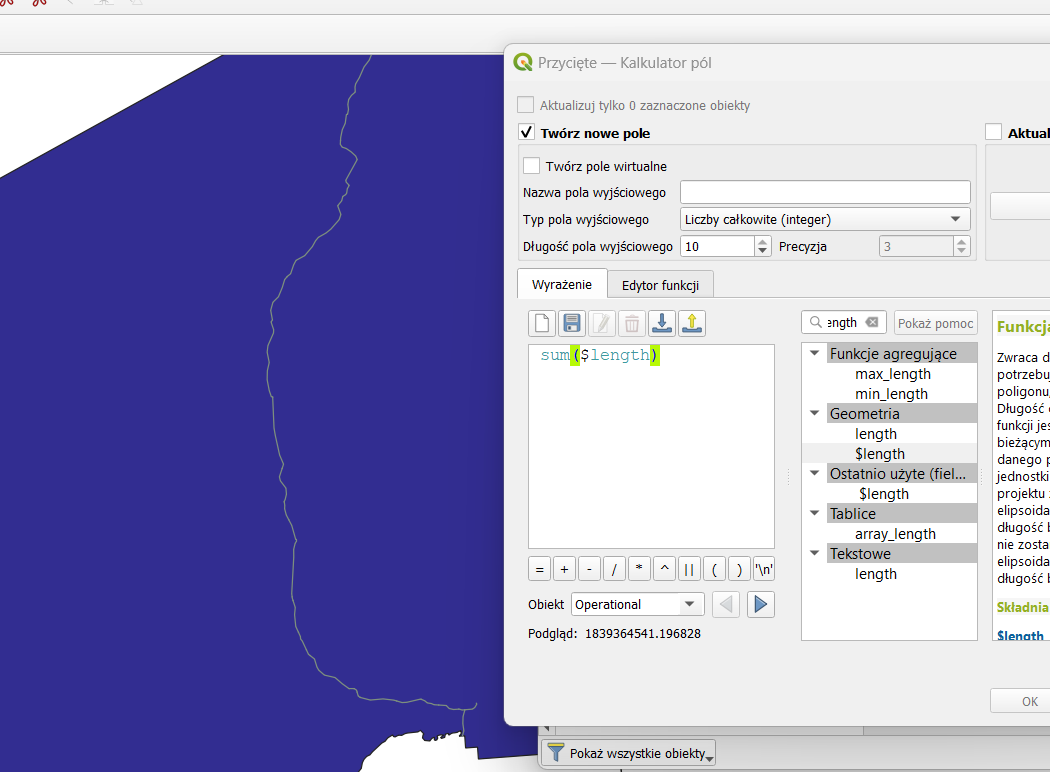 Przycięte — Kalkulator pól
Aktualizuj tylko 0 zaznaczone obiekty
Twórz nowe pole
Twórz pole wirtualne
Nazwa pola wyjściowego
Typ pola wyjściowego Liczby całkowite (integer)
Długość pola wyjściowego 10 Precyzja 3
Aktual
Wyrażenie Edytor funkcji
sum($length)
ength Pokaż pomoc
Funkcje agregujące
max_length
min_length
Geometria
length
$length
Ostatnio użyte (fiel...
$length
Tablice
array_length
Tekstowe
length
Funkcja
Zwraca d
potrzebuj
poligonu,
Długość
funkcji jes
bieżącym
danego p
jednostki
projektu
elipsoida
długość b
nie zosta
elipsoida
długość b
Składnia
$length
= + - / * ^ || ( ) '\n'
Obiekt Operational
Podgląd: 1839364541.196828
OK
Pokaż wszystkie obiekty